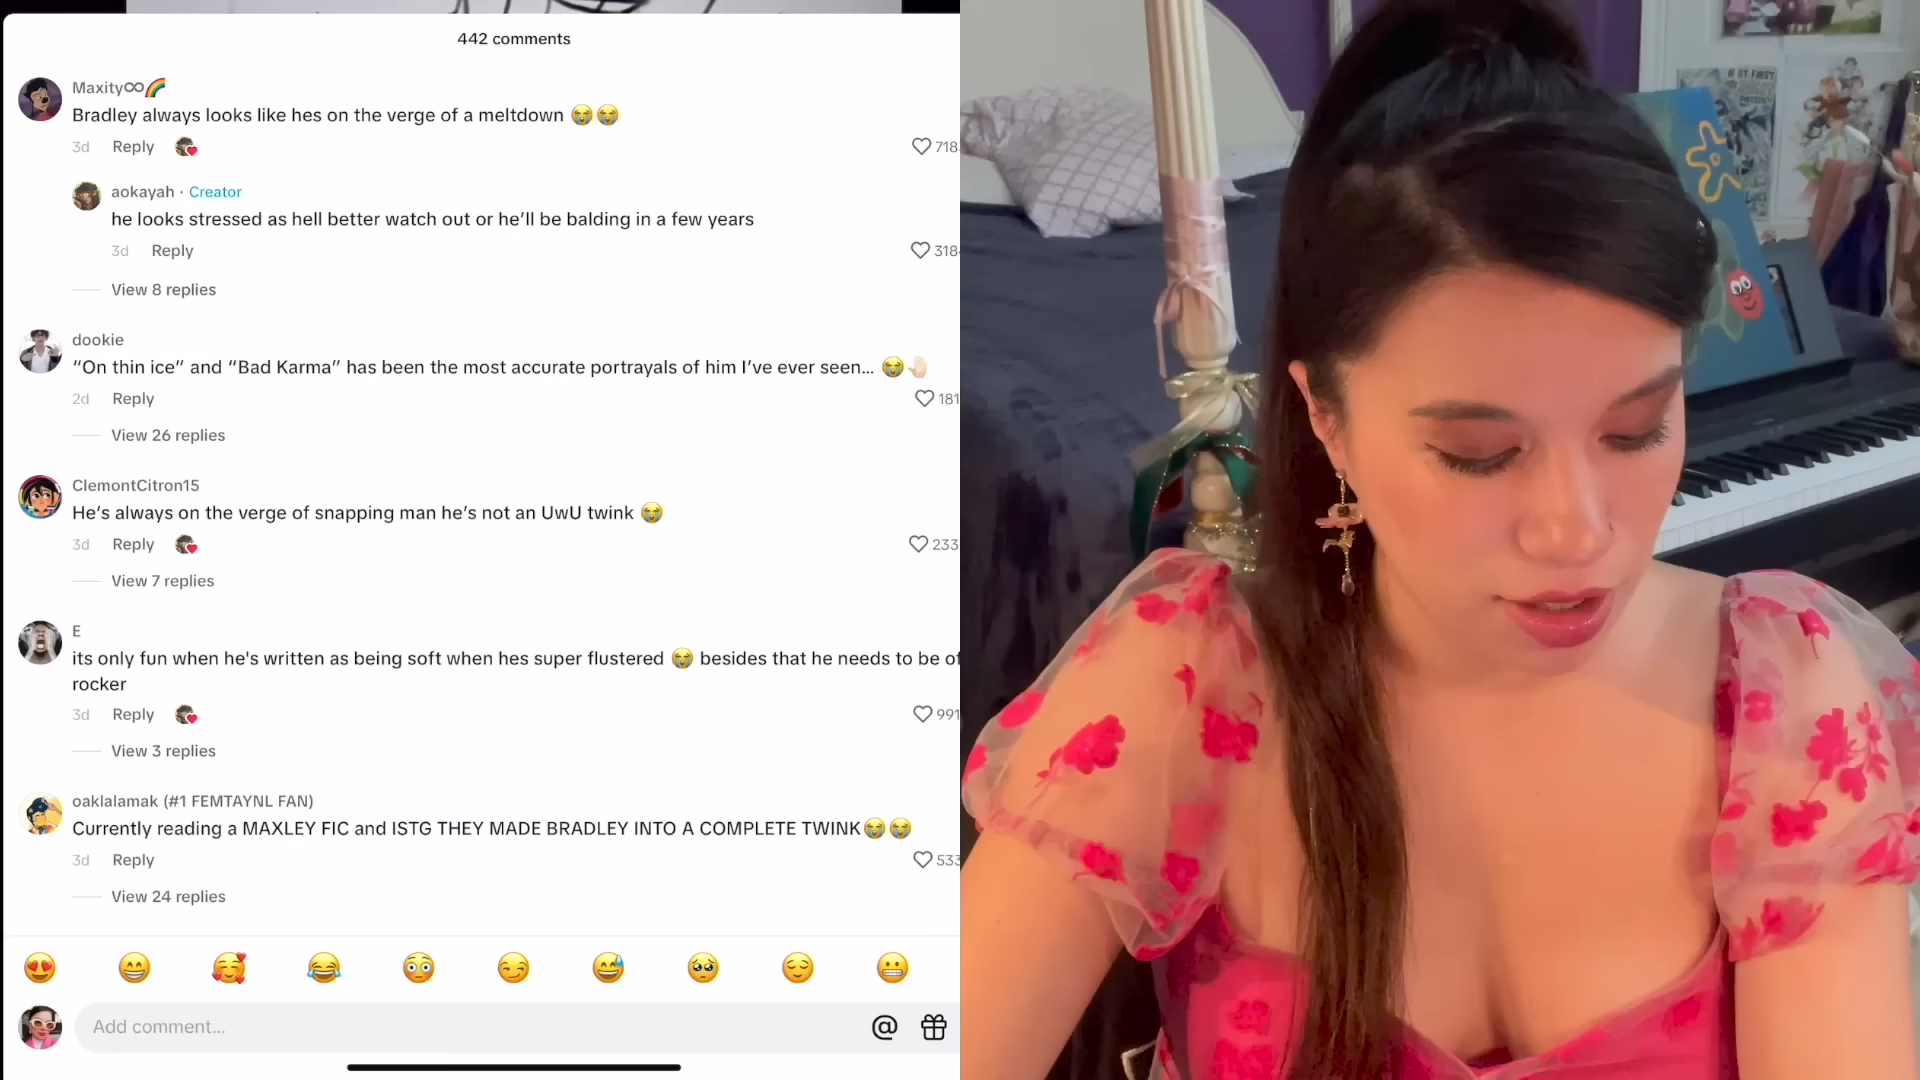 442 comments
Maxity∞🌈
Bradley always looks like hes on the verge of a meltdown 😭😭
3d Reply 718
aokayah · Creator
he looks stressed as hell better watch out or he’ll be balding in a few years
3d Reply 318
View 8 replies
dookie
“On thin ice” and “Bad Karma” has been the most accurate portrayals of him I’ve ever seen... 😭🤚🏻
2d Reply 181
View 26 replies
ClemontCitron15
He’s always on the verge of snapping man he’s not an UwU twink 😭
3d Reply 233
View 7 replies
E
its only fun when he's written as being soft when hes super flustered 😭 besides that he needs to be of
rocker
3d Reply 991
View 3 replies
oaklalamak (#1 FEMTAYNL FAN)
Currently reading a MAXLEY FIC and ISTG THEY MADE BRADLEY INTO A COMPLETE TWINK😭😭
3d Reply 533
View 24 replies
😍 😁 🥰 😂 😳 😏 😅 🥺 😌 😬
Add comment... @